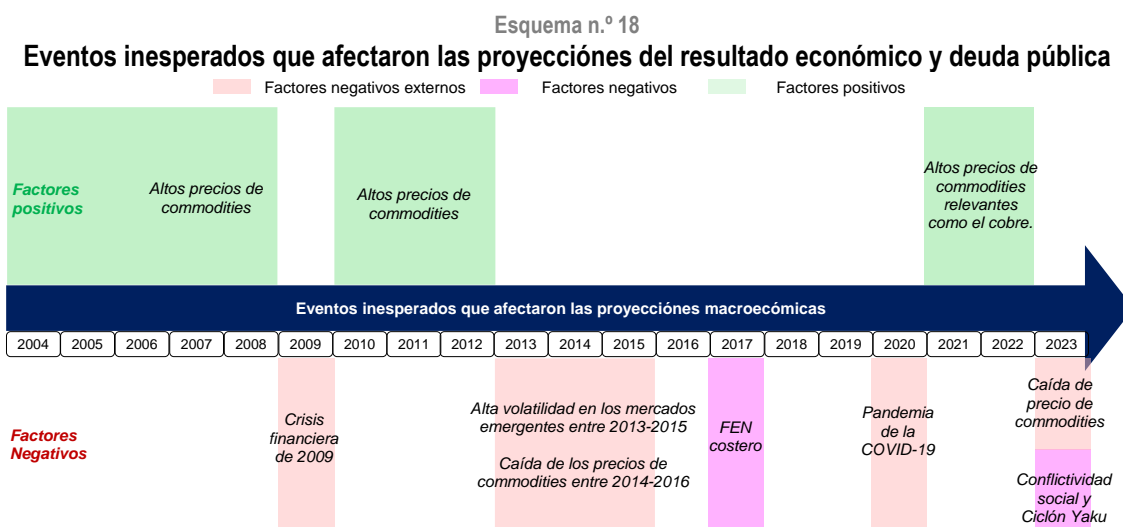 Esquema n.º 18
Eventos inesperados que afectaron las proyecciónes del resultado económico y deuda pública
Factores negativos externos
Factores negativos
Factores positivos
Factores
positivos
Altos precios de
commodities
Altos precios de
commodities
Altos precios de
commodities
relevantes
como el cobre.
Eventos inesperados que afectaron las proyecciónes macroecómicas
2004 2005 2006 2007 2008 2009 2010 2011 2012 2013 2014 2015 2016 2017 2018 2019 2020 2021 2022 2023
Factores
Negativos
Crisis
financiera
de 2009
Alta volatilidad en los mercados
emergentes entre 2013-2015
Caída de los precios de
commodities entre 2014-2016
FEN
costero
Pandemia
de la
COVID-19
Caída de
precio de
commodities
Conflictividad
social y
Ciclón Yaku